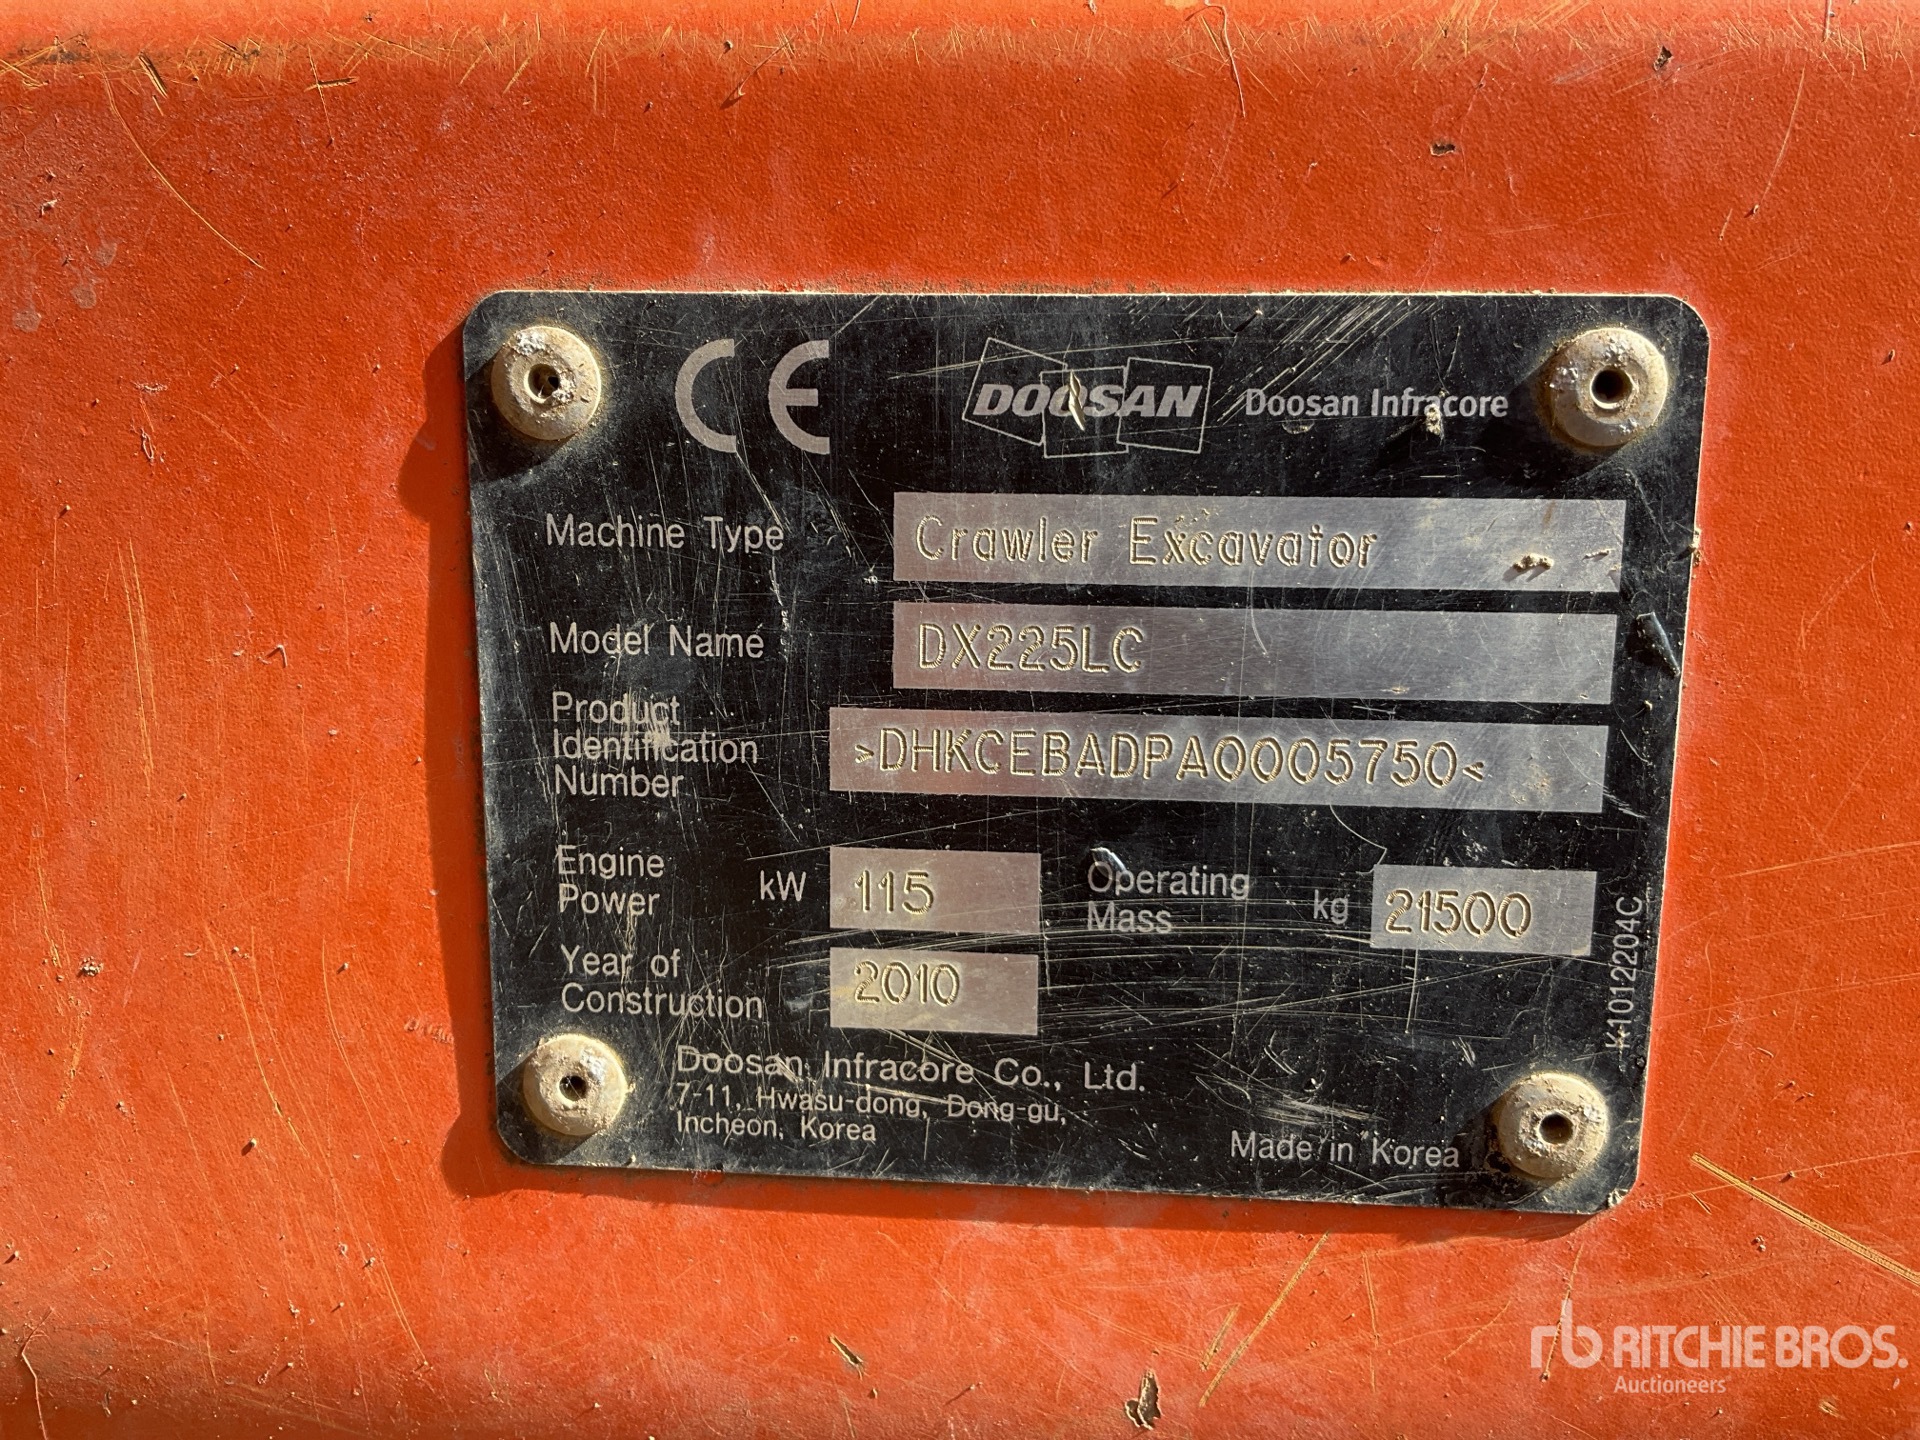 CE DOOSAN Doosan Infracore
Machine Type Crawler Excavator
Model Name DX225LC
Product
Identification
Number
>DHKCEBADPA0005750<
Engine
Power
kW 115
Operating
Mass
kg 21500
Year of
Construction
2010
K1012204C
Doosan Infracore Co., Ltd.
7-11, Hwasu-dong, Dong-gu,
Incheon, Korea
Made in Korea
rb RITCHIE BROS.
Auctioneers